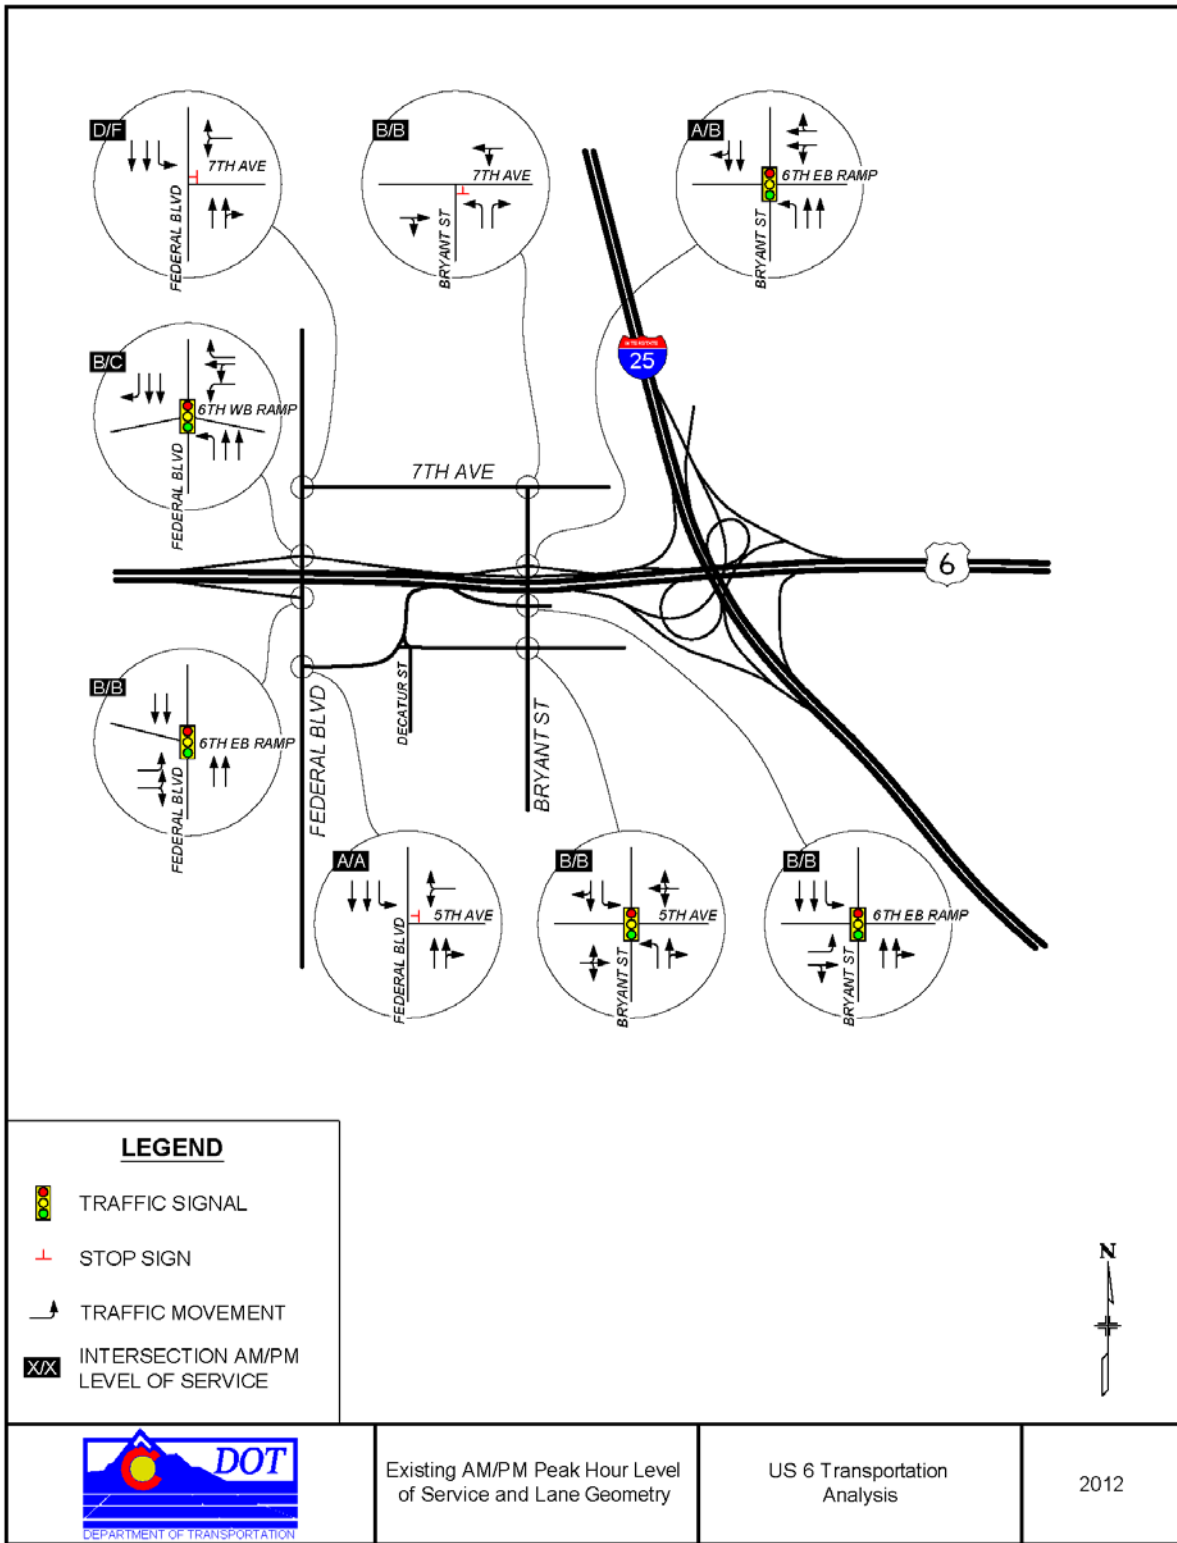 D/F
7TH AVE
FEDERAL BLVD
B/B
7TH AVE
BRYANT ST
A/B
6TH EB RAMP
BRYANT ST
B/C
6TH WB RAMP
FEDERAL BLVD
INTERSTATE
25
7TH AVE
6
B/B
6TH EB RAMP
FEDERAL BLVD
FEDERAL BLVD
DECATUR ST
BRYANT ST
A/A
5TH AVE
FEDERAL BLVD
B/B
5TH AVE
BRYANT ST
B/B
6TH EB RAMP
BRYANT ST
LEGEND
TRAFFIC SIGNAL
STOP SIGN
TRAFFIC MOVEMENT
X/X
INTERSECTION AM/PM
LEVEL OF SERVICE
N
C DOT
DEPARTMENT OF TRANSPORTATION
Existing AM/PM Peak Hour Level
of Service and Lane Geometry
US 6 Transportation
Analysis
2012